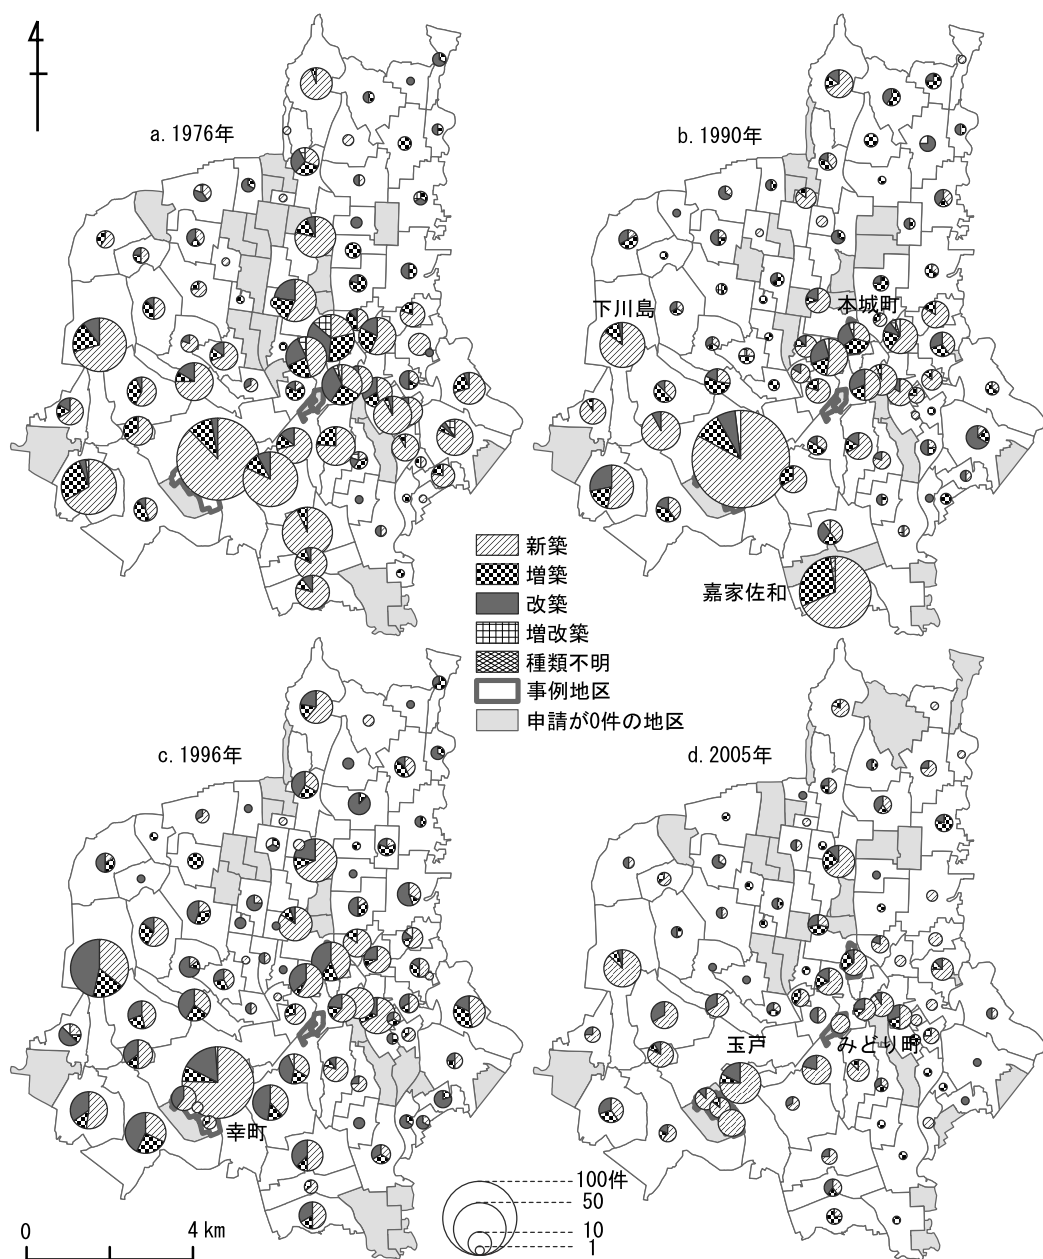 4
a. 1976年
b. 1990年
下川島
本城町
嘉家佐和
新築
増築
改築
増改築
種類不明
事例地区
申請が0件の地区
c. 1996年
d. 2005年
幸町
玉戸
みどり町
100件
50
10
1
0 4 km